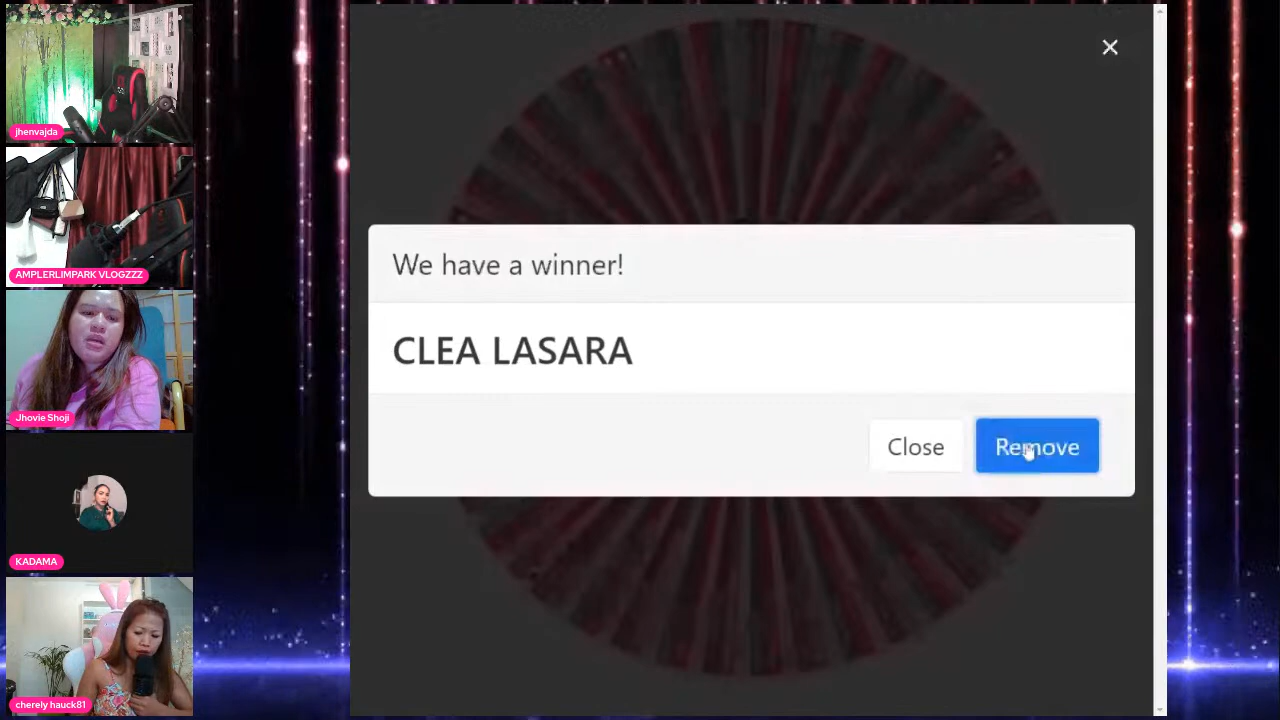 jhenvajda
AMPLERLIMPARK VLOGZZZ
Jhovie Shoji
KADAMA
cherely hauck81
We have a winner!
CLEA LASARA
Close
Remove